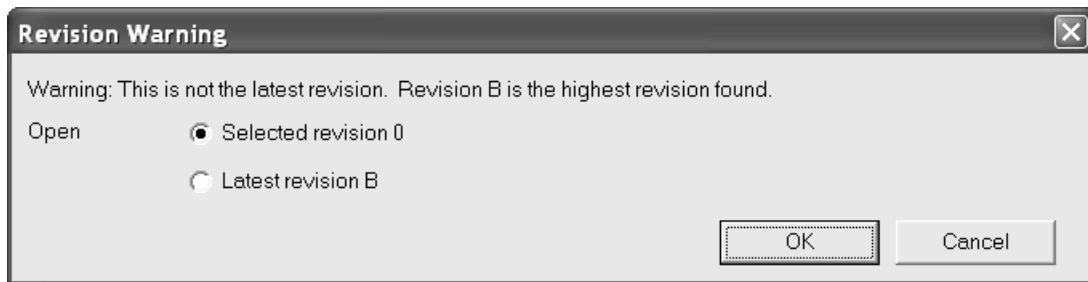 Revision Warning
Warning: This is not the latest revision. Revision B is the highest revision found.
Open Selected revision 0
Latest revision B
OK Cancel